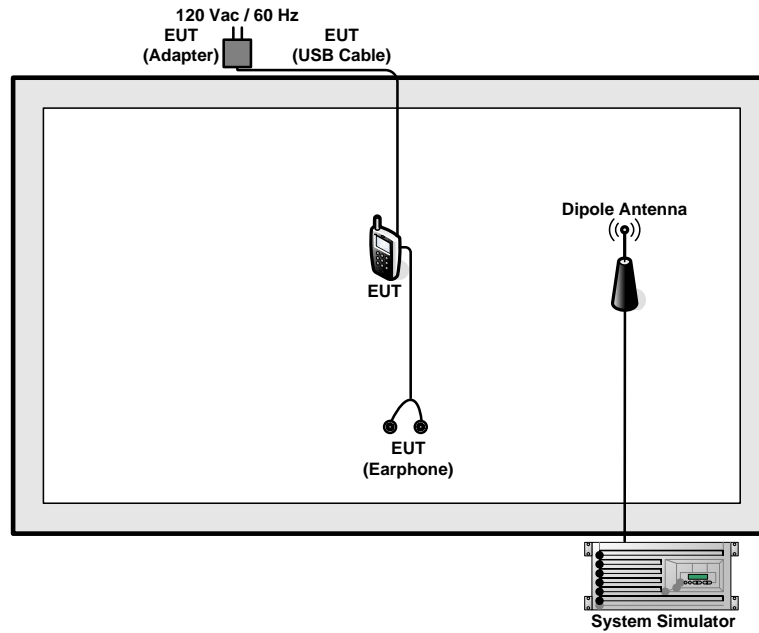 120 Vac / 60 Hz
EUT
(Adapter)
EUT
(USB Cable)
Dipole Antenna
EUT
EUT
(Earphone)
System Simulator